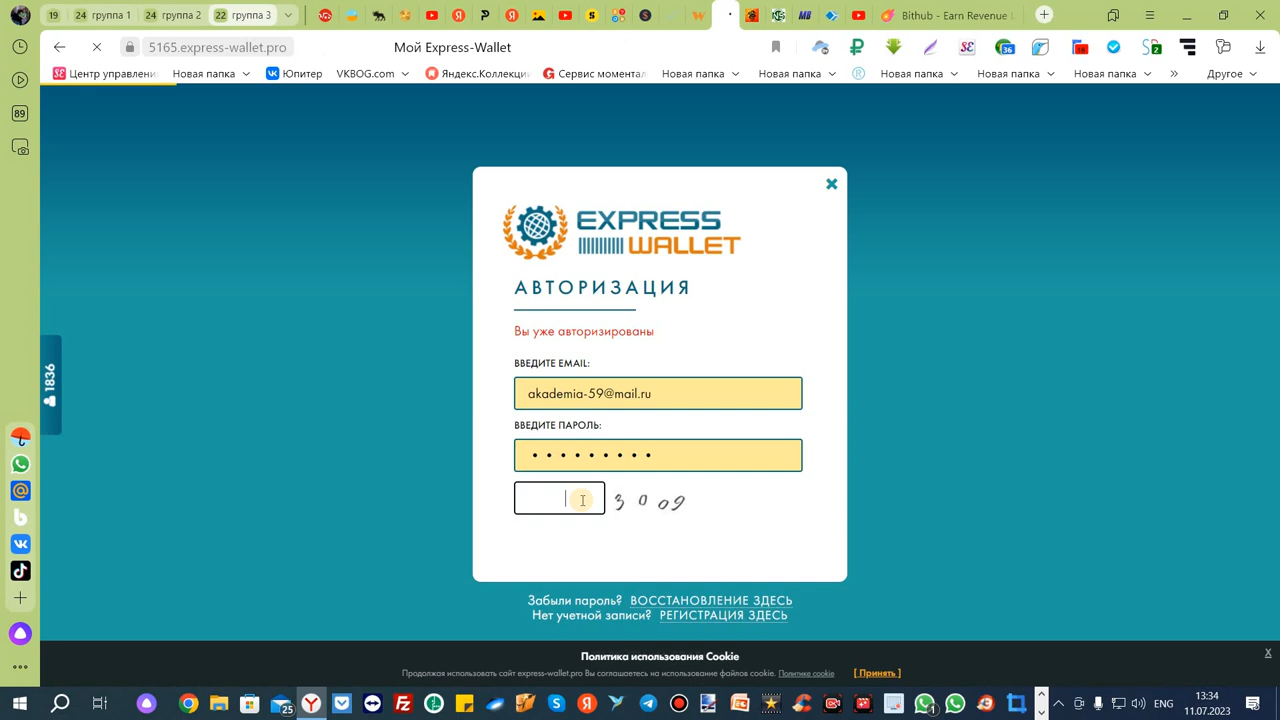 19 24 группа 2 22 группа 3 Bithub - Earn Revenue
5165.express-wallet.pro Мой Express-Wallet 36
Центр управлени Новая папка Юпитер VKBOG.com Яндекс.Коллекци Сервис момента Новая папка Новая папка Новая папка Новая папка Новая папка » Другое
89
1836
EXPRESS
WALLET
АВТОРИЗАЦИЯ
Вы уже авторизированы
ВВЕДИТЕ EMAIL:
akademia-59@mail.ru
ВВЕДИТЕ ПАРОЛЬ:
3 0 0 9
Забыли пароль? ВОССТАНОВЛЕНИЕ ЗДЕСЬ
Нет учетной записи? РЕГИСТРАЦИЯ ЗДЕСЬ
Политика использования Cookie X
Продолжая использовать сайт express-wallet.pro Вы соглашаетесь на использование файлов cookie. Политике cookie [ Принять ]
25 1 ENG 13:34
11.07.2023